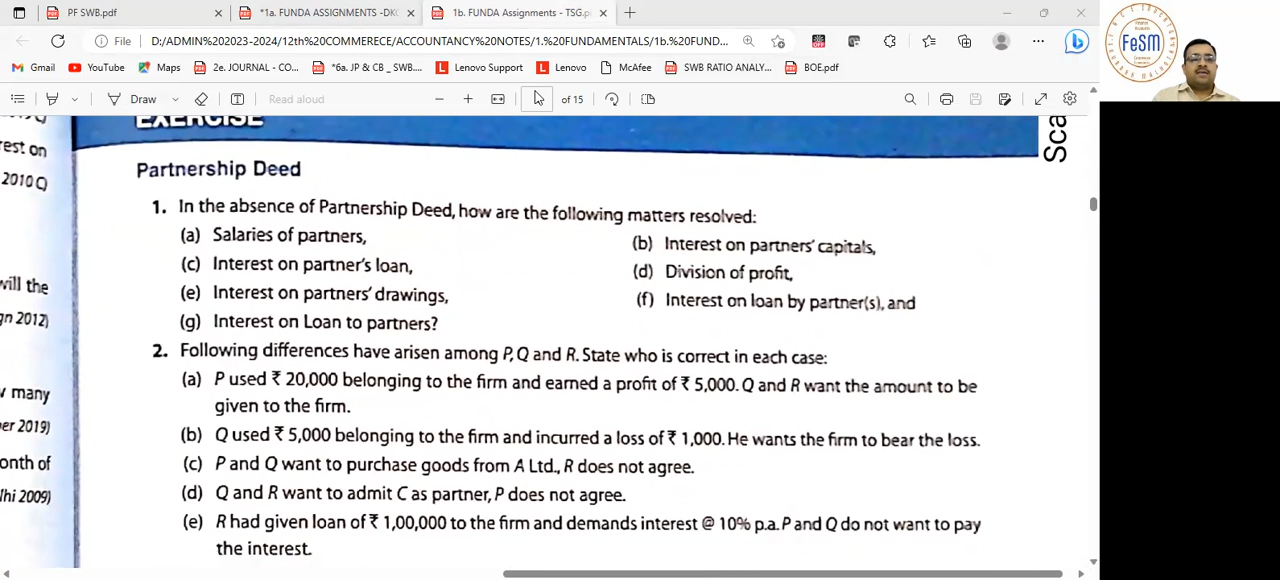 PF SWB.pdf
*1a. FUNDA ASSIGNMENTS -DK
1b. FUNDA Assignments - TSG.p
File
D:/ADMIN%202023-2024/12th%20COMMERECE/ACCOUNTANCY%20NOTES/1.%20FUNDAMENTALS/1b.%20FUND...
OFF
Gmail
YouTube
Maps
2e. JOURNAL - CO...
*6a. JP & CB _ SWB....
Lenovo Support
Lenovo
McAfee
SWB RATIO ANALY...
BOE.pdf
Draw
Read aloud
of 15
FeSM
EXERCISE
Sca
rest on
2010 Q
will the
gn 2012)
w many
er 2019)
onth of
lhi 2009)
Partnership Deed
1. In the absence of Partnership Deed, how are the following matters resolved:
(a) Salaries of partners,
(b) Interest on partners' capitals,
(c) Interest on partner's loan,
(d) Division of profit,
(e) Interest on partners' drawings,
(f) Interest on loan by partner(s), and
(g) Interest on Loan to partners?
2. Following differences have arisen among P, Q and R. State who is correct in each case:
(a) P used ₹ 20,000 belonging to the firm and earned a profit of ₹ 5,000. Q and R want the amount to be
given to the firm.
(b) Q used ₹ 5,000 belonging to the firm and incurred a loss of ₹ 1,000. He wants the firm to bear the loss.
(c) P and Q want to purchase goods from A Ltd., R does not agree.
(d) Q and R want to admit C as partner, P does not agree.
(e) R had given loan of ₹ 1,00,000 to the firm and demands interest @ 10% p.a. P and Q do not want to pay
the interest.